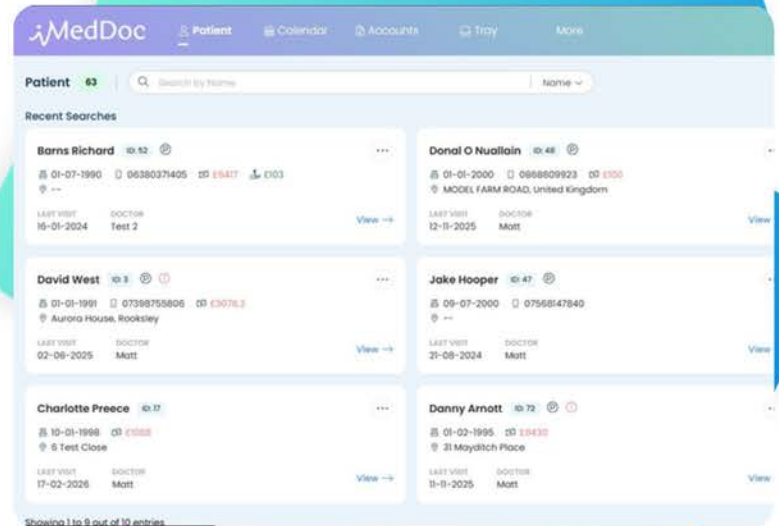 iMedDoc
Patient
Calendar
Accounts
Tray
More
Patient 63
Search by Name
Name
Recent Searches
Barns Richard ID: 52 P
01-07-1990 06380371405 £6417 £103
--
LAST VISIT DOCTOR
16-01-2024 Test 2
View →
Donal O Nuallain ID: 48 P
01-01-2000 0868609923 £100
MODEL FARM ROAD, United Kingdom
LAST VISIT DOCTOR
12-11-2025 Matt
View
David West ID: 3 P
01-01-1991 07398755806 £3078.2
Aurora House, Rooksley
LAST VISIT DOCTOR
02-06-2025 Matt
View →
Jake Hooper ID: 47 P
09-07-2000 07568147840
--
LAST VISIT DOCTOR
21-08-2024 Matt
View
Charlotte Preece ID: 17
10-01-1998 £1088
6 Test Close
LAST VISIT DOCTOR
17-02-2026 Matt
View →
Danny Arnott ID: 72 P
01-02-1995 £9430
31 Mayditch Place
LAST VISIT DOCTOR
11-11-2025 Matt
View
Showing 1 to 9 out of 10 entries